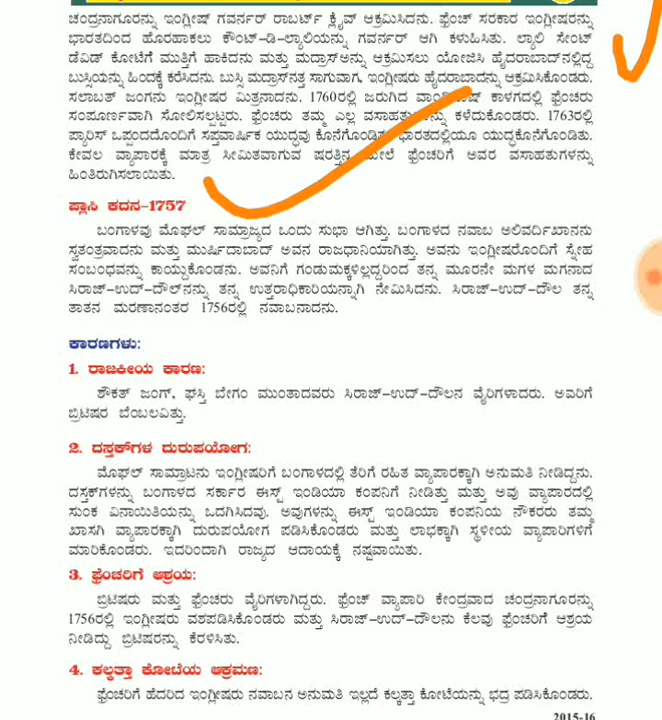 ಚಂದ್ರನಾಗೂರನ್ನು ಇಂಗ್ಲೀಷ್ ಗವರ್ನರ್ ರಾಬರ್ಟ್ ಕ್ಲೈವ್ ಆಕ್ರಮಿಸಿದನು. ಫ್ರೆಂಚ್ ಸರಕಾರ ಇಂಗ್ಲೀಷರನ್ನು
ಭಾರತದಿಂದ ಹೊರಹಾಕಲು ಕೌಂಟ್-ಡಿ-ಲ್ಯಾಲಿಯನ್ನು ಗವರ್ನರ್ ಆಗಿ ಕಳುಹಿಸಿತು. ಲ್ಯಾಲಿ ಸೇಂಟ್
ಡೆವಿಡ್ ಕೋಟೆಗೆ ಮುತ್ತಿಗೆ ಹಾಕಿದನು ಮತ್ತು ಮದ್ರಾಸ್‌ಅನ್ನು ಆಕ್ರಮಿಸಲು ಯೋಜಿಸಿ ಹೈದರಾಬಾದ್‌ನಲ್ಲಿದ್ದ
ಬುಸ್ಸಿಯನ್ನು ಹಿಂದಕ್ಕೆ ಕರೆಸಿದನು. ಬುಸ್ಸಿ ಮದ್ರಾಸ್‌ನತ್ತ ಸಾಗುವಾಗ, ಇಂಗ್ಲೀಷರು ಹೈದರಾಬಾದನ್ನು ಆಕ್ರಮಿಸಿಕೊಂಡರು.
ಸಲಾಬತ್ ಜಂಗನು ಇಂಗ್ಲೀಷರ ಮಿತ್ರನಾದನು. 1760ರಲ್ಲಿ ಜರುಗಿದ ಕಾಳಗದಲ್ಲಿ ಫ್ರೆಂಚರು
ಸಂಪೂರ್ಣವಾಗಿ ಸೋಲಿಸಲ್ಪಟ್ಟರು. ಫ್ರೆಂಚರು ತಮ್ಮ ಎಲ್ಲ ಕಳೆದುಕೊಂಡರು. 1763ರಲ್ಲಿ
ಪ್ಯಾರಿಸ್ ಒಪ್ಪಂದದೊಂದಿಗೆ ಸಪ್ತವಾರ್ಷಿಕ ಯುದ್ಧವು ಯುದ್ಧಕೊನೆಗೊಂಡಿತು.
ಕೇವಲ ವ್ಯಾಪಾರಕ್ಕೆ ಮಾತ್ರ ಸೀಮಿತವಾಗುವ ಫ್ರೆಂಚರಿಗೆ ಅವರ ವಸಾಹತುಗಳನ್ನು
ಹಿಂತಿರುಗಿಸಲಾಯಿತು.
ಪ್ಲಾಸಿ ಕದನ-1757
ಬಂಗಾಳವು ಮೊಘಲ್ ಸಾಮ್ರಾಜ್ಯದ ಒಂದು ಸುಭಾ ಆಗಿತ್ತು. ಬಂಗಾಳದ ನವಾಬ ಅಲಿವರ್ದಿಖಾನನು
ಸ್ವತಂತ್ರವಾದನು ಮತ್ತು ಮುರ್ಷಿದಾಬಾದ್ ಅವನ ರಾಜಧಾನಿಯಾಗಿತ್ತು. ಅವನು ಇಂಗ್ಲೀಷರೊಂದಿಗೆ ಸ್ನೇಹ
ಸಂಬಂಧವನ್ನು ಕಾಯ್ದುಕೊಂಡನು. ಅವನಿಗೆ ಗಂಡುಮಕ್ಕಳಿಲ್ಲದ್ದರಿಂದ ತನ್ನ ಮೂರನೇ ಮಗಳ ಮಗನಾದ
ಸಿರಾಜ್-ಉದ್-ದೌಲ್‌ನನ್ನು ತನ್ನ ಉತ್ತರಾಧಿಕಾರಿಯನ್ನಾಗಿ ನೇಮಿಸಿದನು. ಸಿರಾಜ್-ಉದ್-ದೌಲ ತನ್ನ
ತಾತನ ಮರಣಾನಂತರ 1756ರಲ್ಲಿ ನವಾಬನಾದನು.
ಕಾರಣಗಳು:
1. ರಾಜಕೀಯ ಕಾರಣ:
ಶೌಕತ್ ಜಂಗ್, ಘಸ್ತಿ ಬೇಗಂ ಮುಂತಾದವರು ಸಿರಾಜ್-ಉದ್-ದೌಲನ ವೈರಿಗಳಾದರು. ಅವರಿಗೆ
ಬ್ರಿಟಿಷರ ಬೆಂಬಲವಿತ್ತು.
2. ದಸ್ತಕ್‌ಗಳ ದುರುಪಯೋಗ:
ಮೊಘಲ್ ಸಾಮ್ರಾಟನು ಇಂಗ್ಲೀಷರಿಗೆ ಬಂಗಾಳದಲ್ಲಿ ತೆರಿಗೆ ರಹಿತ ವ್ಯಾಪಾರಕ್ಕಾಗಿ ಅನುಮತಿ ನೀಡಿದ್ದನು.
ದಸ್ತಕ್‌ಗಳನ್ನು ಬಂಗಾಳದ ಸರ್ಕಾರ ಈಸ್ಟ್ ಇಂಡಿಯಾ ಕಂಪನಿಗೆ ನೀಡಿತ್ತು ಮತ್ತು ಅವು ವ್ಯಾಪಾರದಲ್ಲಿ
ಸುಂಕ ವಿನಾಯಿತಿಯನ್ನು ಒದಗಿಸಿದವು. ಅವುಗಳನ್ನು ಈಸ್ಟ್ ಇಂಡಿಯಾ ಕಂಪನಿಯ ನೌಕರರು ತಮ್ಮ
ಖಾಸಗಿ ವ್ಯಾಪಾರಕ್ಕಾಗಿ ದುರುಪಯೋಗ ಪಡಿಸಿಕೊಂಡರು ಮತ್ತು ಲಾಭಕ್ಕಾಗಿ ಸ್ಥಳೀಯ ವ್ಯಾಪಾರಿಗಳಿಗೆ
ಮಾರಿಕೊಂಡರು. ಇದರಿಂದಾಗಿ ರಾಜ್ಯದ ಆದಾಯಕ್ಕೆ ನಷ್ಟವಾಯಿತು.
3. ಫ್ರೆಂಚರಿಗೆ ಆಶ್ರಯ:
ಬ್ರಿಟಿಷರು ಮತ್ತು ಫ್ರೆಂಚರು ವೈರಿಗಳಾಗಿದ್ದರು. ಫ್ರೆಂಚ್ ವ್ಯಾಪಾರಿ ಕೇಂದ್ರವಾದ ಚಂದ್ರನಾಗೂರನ್ನು
1756ರಲ್ಲಿ ಇಂಗ್ಲೀಷರು ವಶಪಡಿಸಿಕೊಂಡರು ಮತ್ತು ಸಿರಾಜ್-ಉದ್-ದೌಲನು ಕೆಲವು ಫ್ರೆಂಚರಿಗೆ ಆಶ್ರಯ
ನೀಡಿದ್ದು ಬ್ರಿಟಿಷರನ್ನು ಕೆರಳಿಸಿತು.
4. ಕಲ್ಕತ್ತಾ ಕೋಟೆಯ ಆಕ್ರಮಣ:
ಫ್ರೆಂಚರಿಗೆ ಹೆದರಿದ ಇಂಗ್ಲೀಷರು ನವಾಬನ ಅನುಮತಿ ಇಲ್ಲದೆ ಕಲ್ಕತ್ತಾ ಕೋಟೆಯನ್ನು ಭದ್ರ ಪಡಿಸಿಕೊಂಡರು.
2015-16